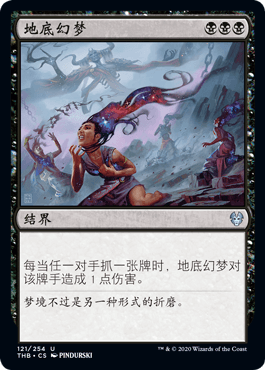 地底幻梦
结界
每当任一对手抓一张牌时，地底幻梦对
该牌手造成1点伤害。
梦境不过是另一种形式的折磨。
121/254 U
THB • CS PINDURSKI
™ & © 2020 Wizards of the Coast